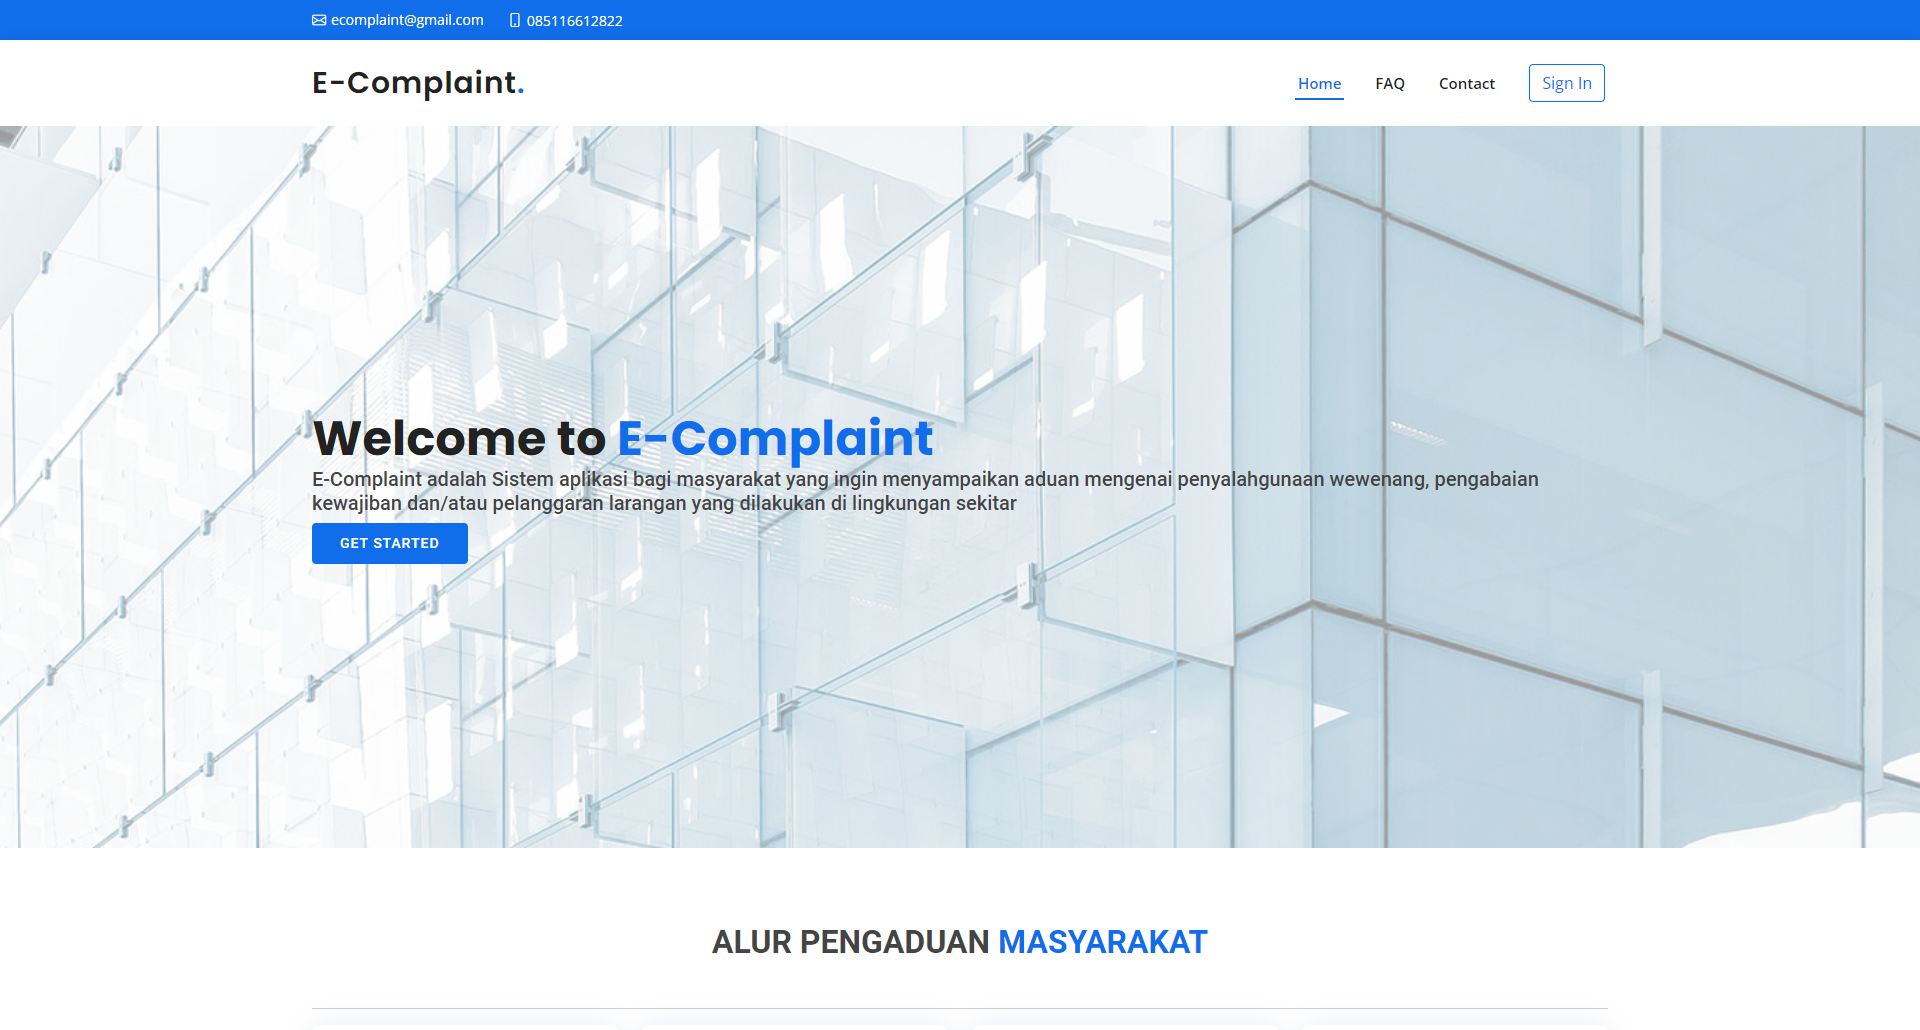 ecomplaint@gmail.com 085116612822
E-Complaint.
Home FAQ Contact Sign In
Welcome to E-Complaint
E-Complaint adalah Sistem aplikasi bagi masyarakat yang ingin menyampaikan aduan mengenai penyalahgunaan wewenang, pengabaian
kewajiban dan/atau pelanggaran larangan yang dilakukan di lingkungan sekitar
GET STARTED
ALUR PENGADUAN MASYARAKAT